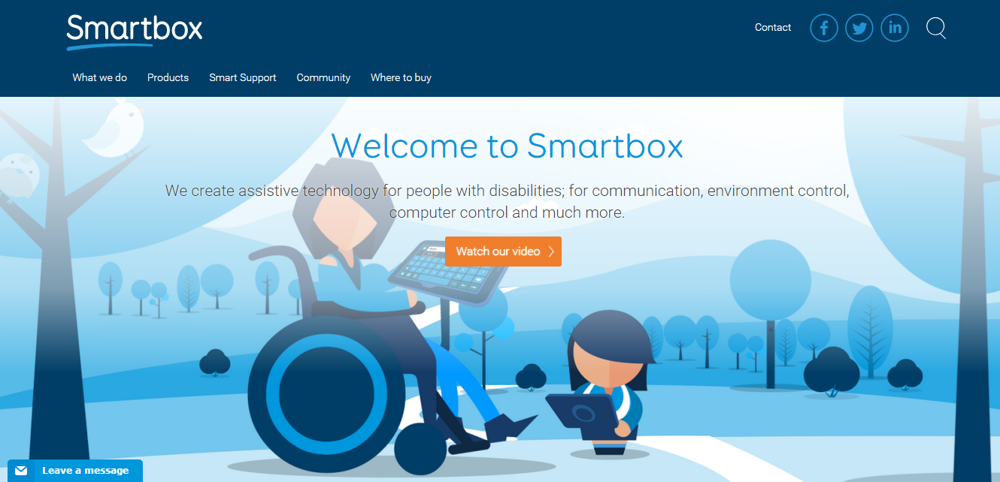 Smartbox
Contact
What we do Products Smart Support Community Where to buy
Welcome to Smartbox
We create assistive technology for people with disabilities; for communication, environment control,
computer control and much more.
Watch our video
Leave a message